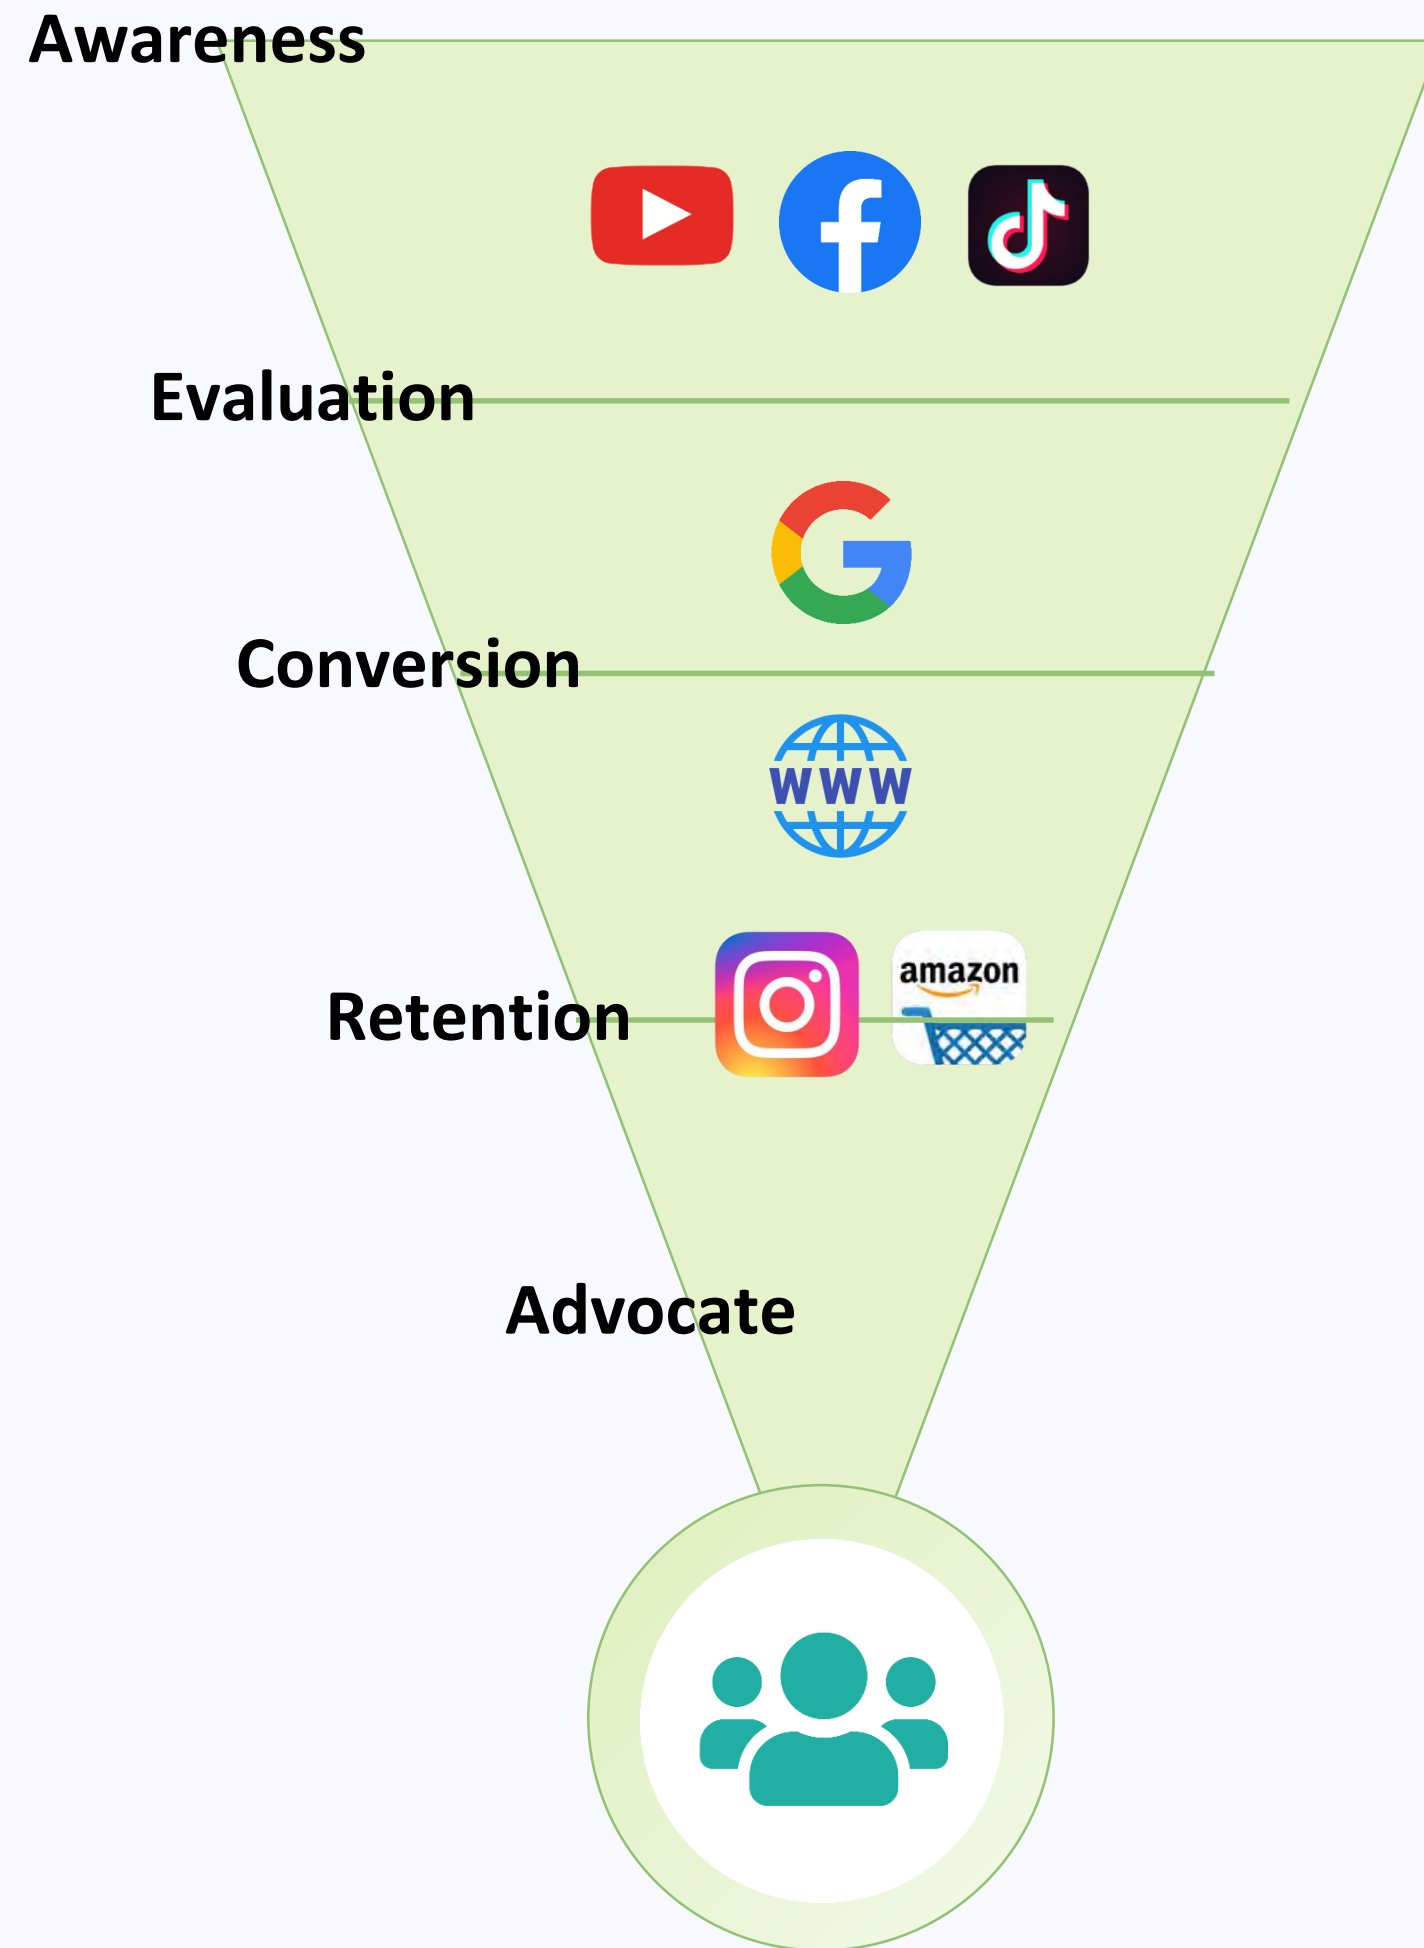 Awareness
Evaluation
Conversion
WWW
amazon
Retention
Advocate